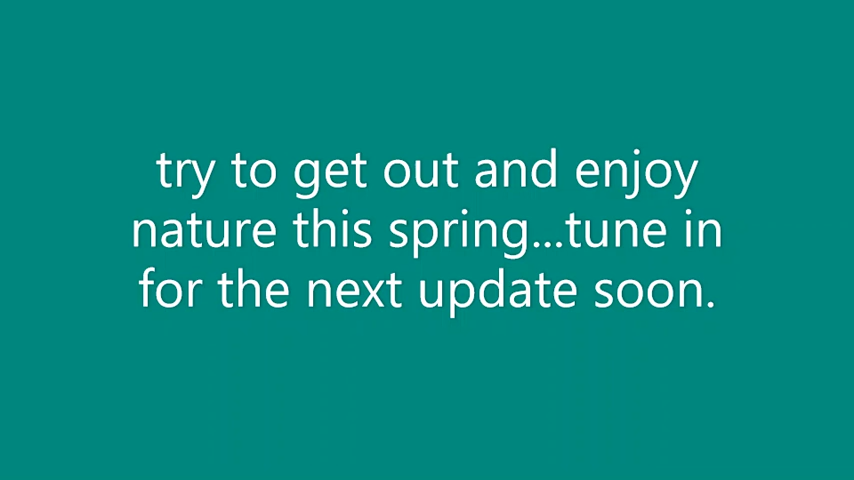 try to get out and enjoy
nature this spring...tune in
for the next update soon.